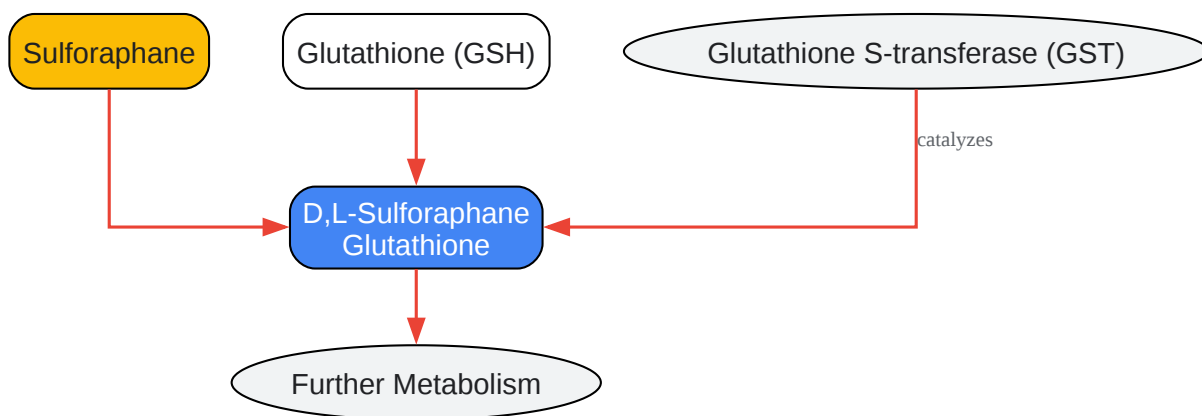 Sulforaphane
Glutathione (GSH)
Glutathione S-transferase (GST)
catalyzes
D,L-Sulforaphane
Glutathione
Further Metabolism